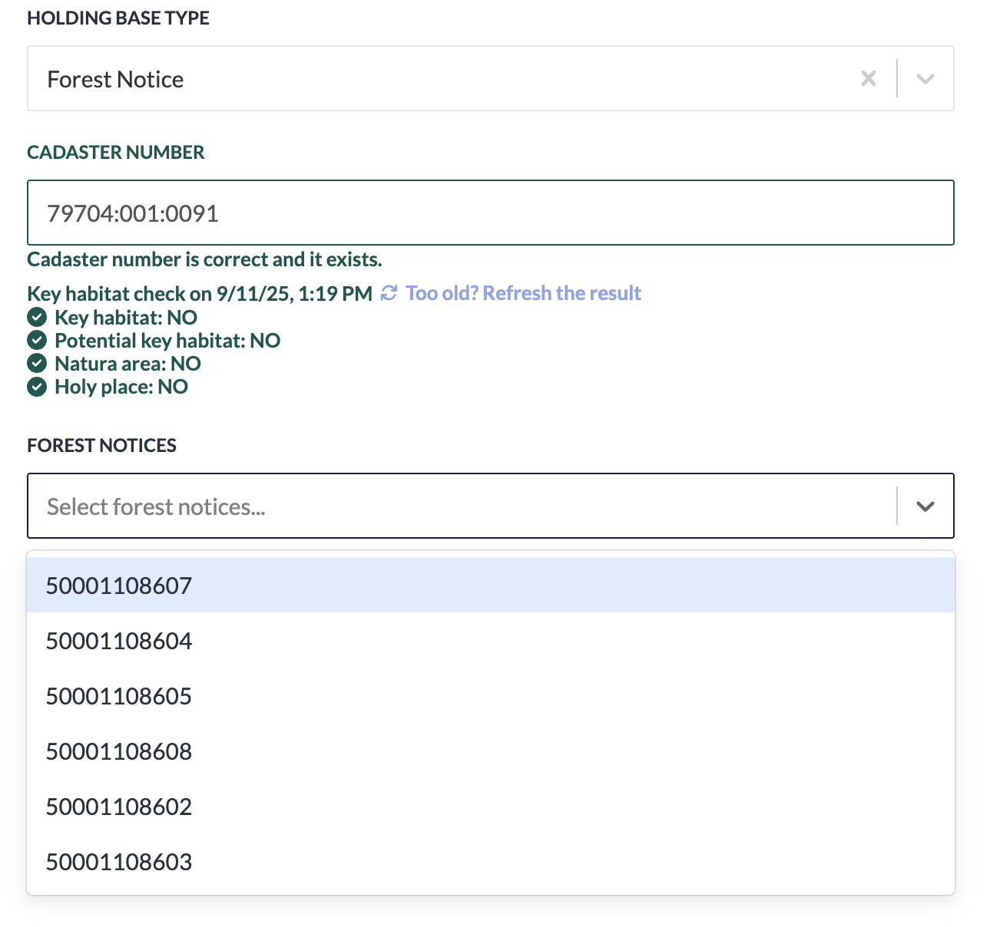 HOLDING BASE TYPE
Forest Notice
CADASTER NUMBER
79704:001:0091
Cadaster number is correct and it exists.
Key habitat check on 9/11/25, 1:19 PM Too old? Refresh the result
Key habitat: NO
Potential key habitat: NO
Natura area: NO
Holy place: NO
FOREST NOTICES
Select forest notices...
50001108607
50001108604
50001108605
50001108608
50001108602
50001108603